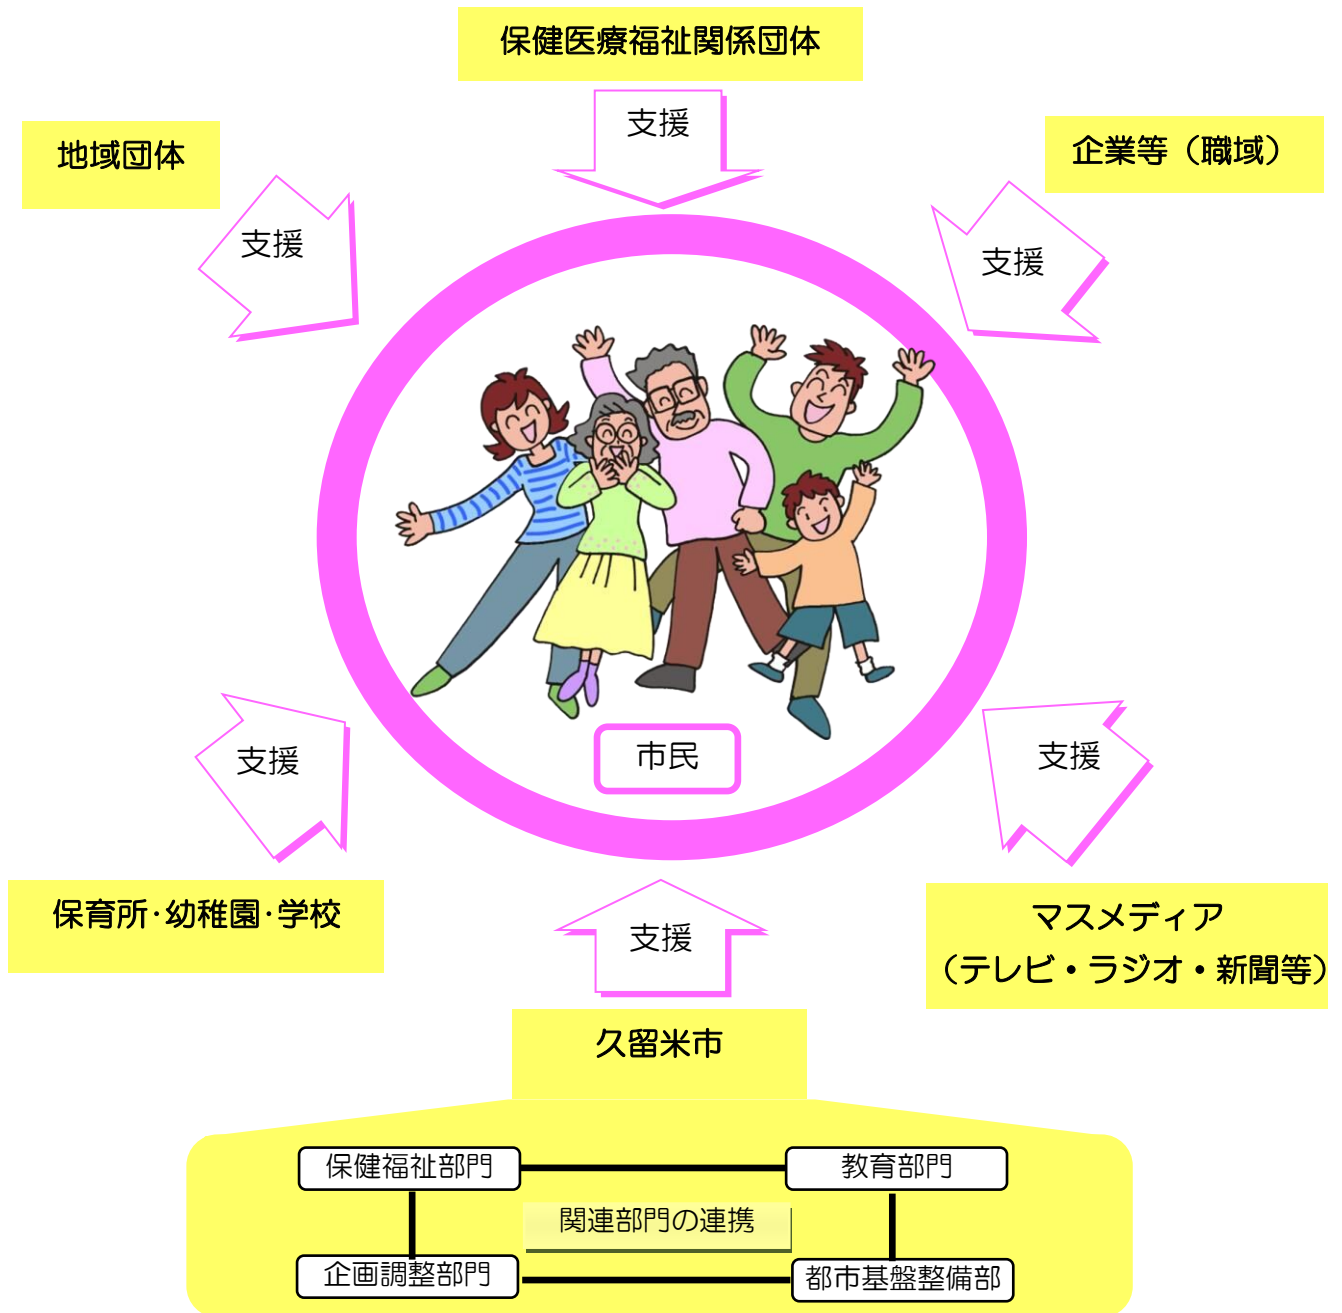 保健医療福祉関係団体
支援
地域団体
支援
企業等（職域）
支援
市民
支援
保育所･幼稚園･学校
支援
マスメディア
（テレビ・ラジオ・新聞等）
支援
久留米市
保健福祉部門
教育部門
関連部門の連携
企画調整部門
都市基盤整備部